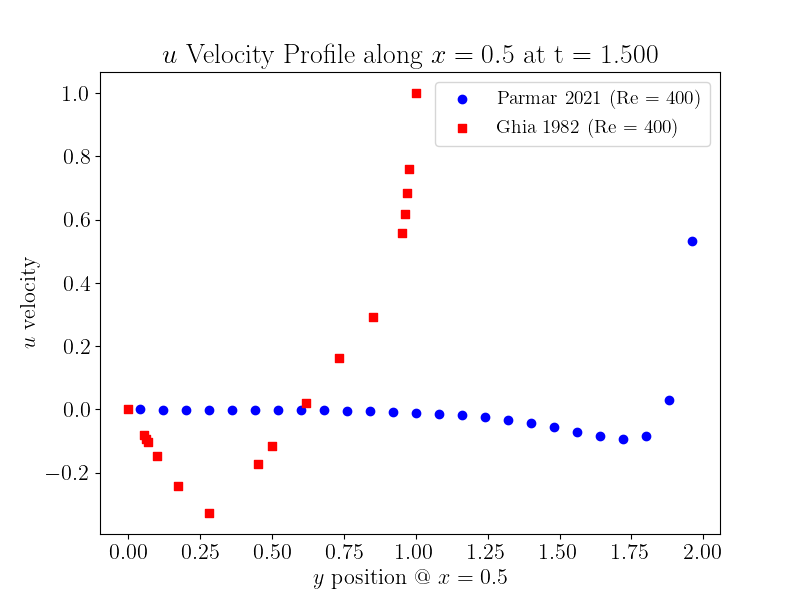 u Velocity Profile along x = 0.5 at t = 1.500
Parmar 2021 (Re = 400)
Ghia 1982 (Re = 400)
u velocity
1.0
0.8
0.6
0.4
0.2
0.0
−0.2
0.00 0.25 0.50 0.75 1.00 1.25 1.50 1.75 2.00
y position @ x = 0.5